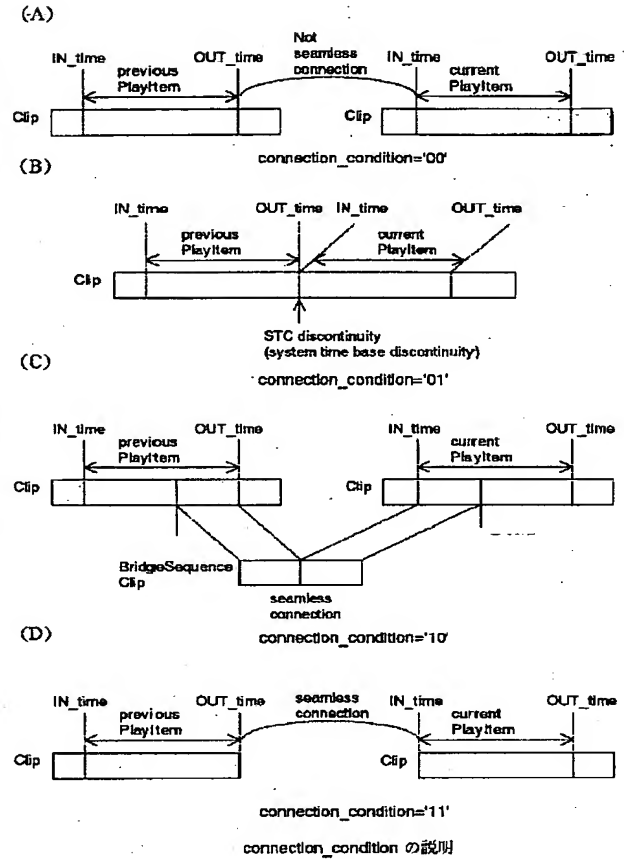 (A)
Not
seamless
connection
IN_time
OUT_time
IN_time
OUT_time
previous
PlayItem
current
PlayItem
Clip
Clip
connection_condition='00'
(B)
IN_time
OUT_time
IN_time
OUT_time
previous
PlayItem
current
PlayItem
Clip
STC discontinuity
(system time base discontinuity)
connection_condition='01'
(C)
IN_time
OUT_time
IN_time
OUT_time
previous
PlayItem
current
PlayItem
Clip
Clip
BridgeSequence
Clip
seamless
connection
connection_condition='10'
(D)
IN_time
OUT_time
seamless
connection
IN_time
OUT_time
previous
PlayItem
current
PlayItem
Clip
Clip
connection_condition='11'
connection_condition の説明